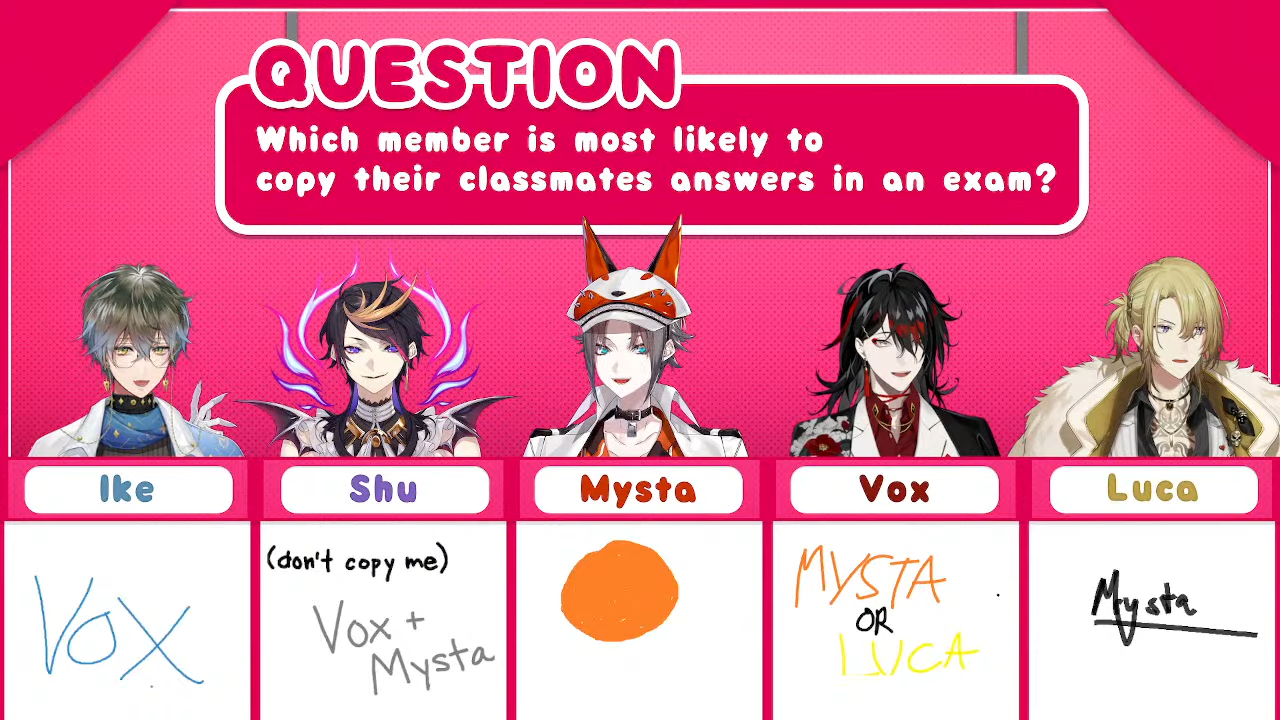 QUESTION
Which member is most likely to
copy their classmates answers in an exam?
Ike
Shu
Mysta
Vox
Luca
VOX
(don't copy me)
Vox +
Mysta
MYSTA
OR
LUCA
Mysta